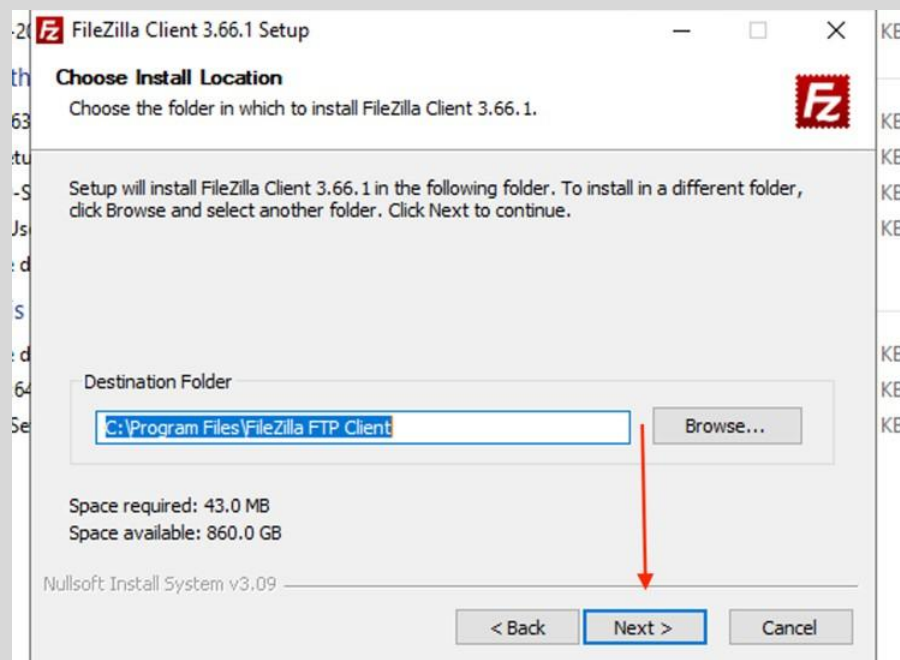 FileZilla Client 3.66.1 Setup
Choose Install Location
Choose the folder in which to install FileZilla Client 3.66.1.
Fz
Setup will install FileZilla Client 3.66.1 in the following folder. To install in a different folder,
click Browse and select another folder. Click Next to continue.
Destination Folder
C:\Program Files\FileZilla FTP Client
Browse...
Space required: 43.0 MB
Space available: 860.0 GB
Nullsoft Install System v3.09
< Back Next > Cancel